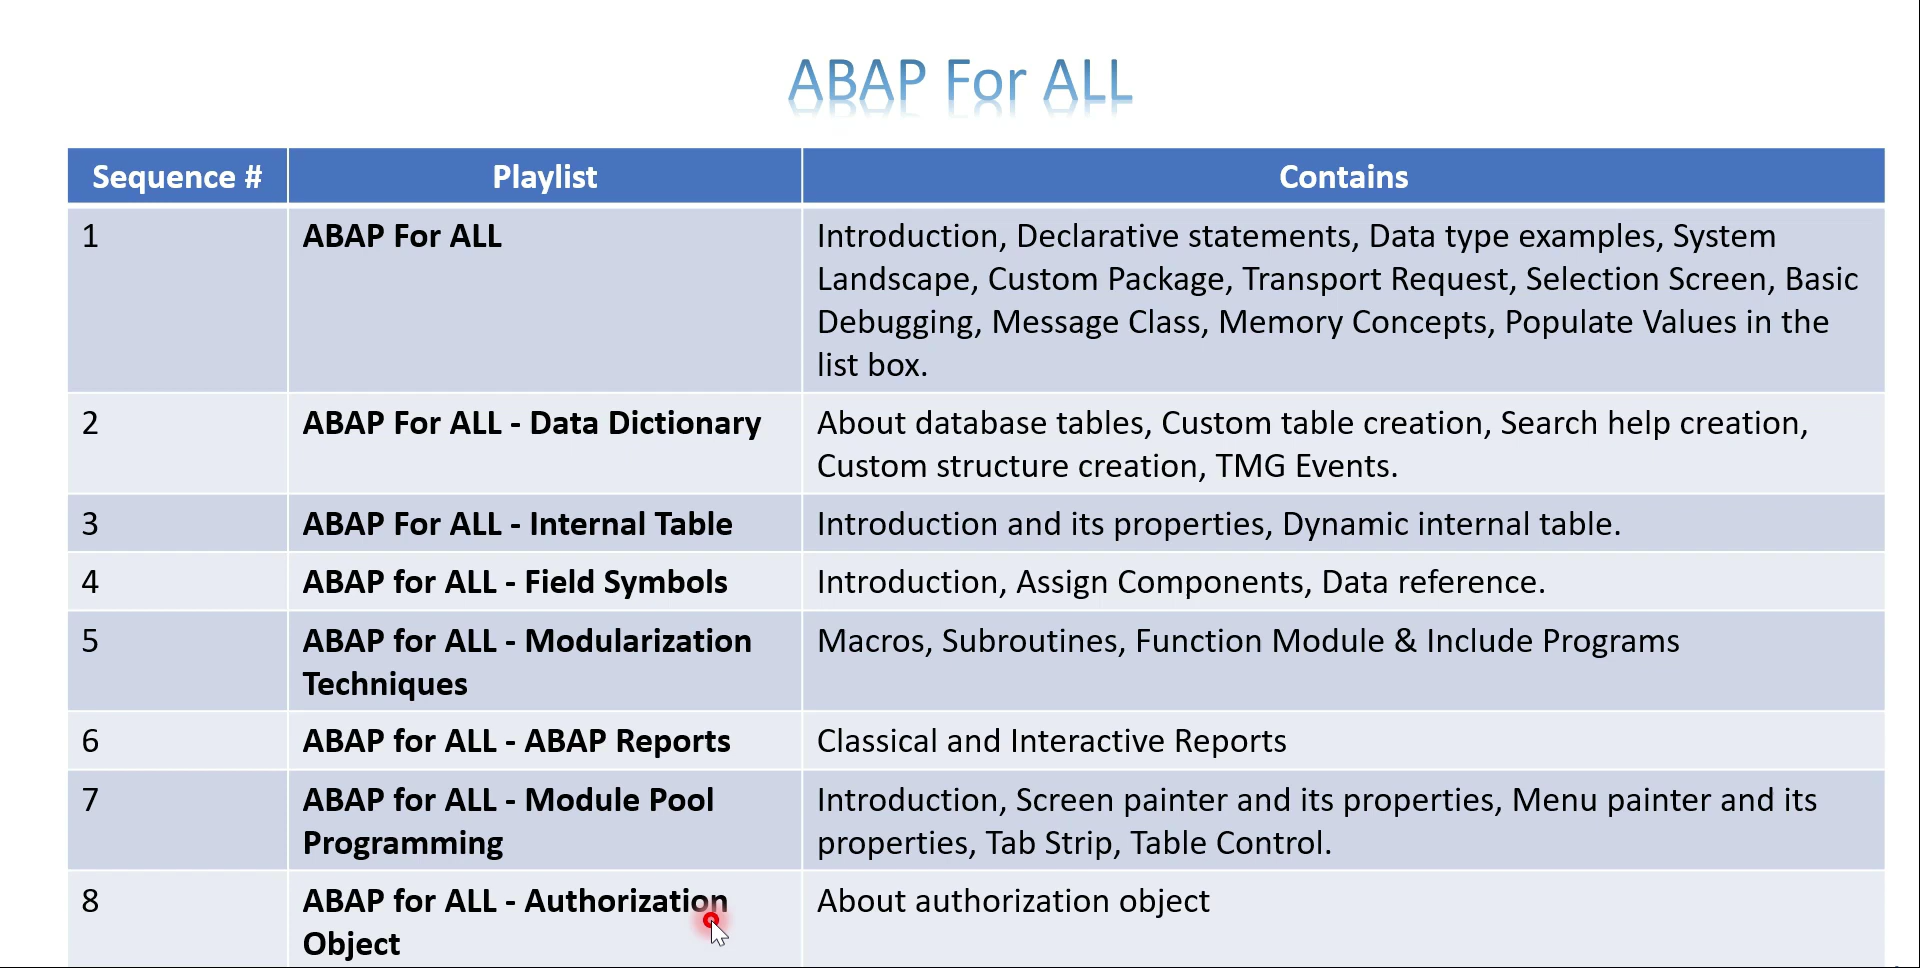 ABAP For ALL
Sequence #
Playlist
Contains
1
ABAP For ALL
Introduction, Declarative statements, Data type examples, System
Landscape, Custom Package, Transport Request, Selection Screen, Basic
Debugging, Message Class, Memory Concepts, Populate Values in the
list box.
2
ABAP For ALL - Data Dictionary
About database tables, Custom table creation, Search help creation,
Custom structure creation, TMG Events.
3
ABAP For ALL - Internal Table
Introduction and its properties, Dynamic internal table.
4
ABAP for ALL - Field Symbols
Introduction, Assign Components, Data reference.
5
ABAP for ALL - Modularization
Techniques
Macros, Subroutines, Function Module & Include Programs
6
ABAP for ALL - ABAP Reports
Classical and Interactive Reports
7
ABAP for ALL - Module Pool
Programming
Introduction, Screen painter and its properties, Menu painter and its
properties, Tab Strip, Table Control.
8
ABAP for ALL - Authorization
Object
About authorization object